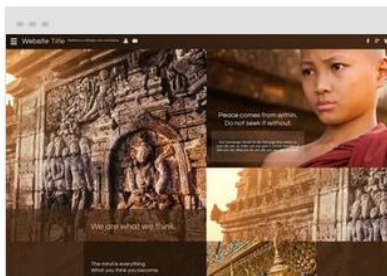 Website Title
Peace comes from within.
Do not seek it without.
We are what we think.
The mind is everything.
What you think you become.